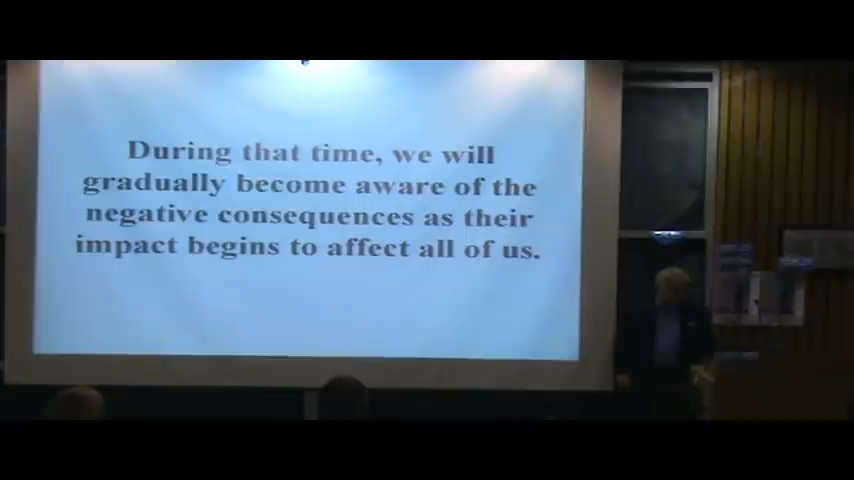 During that time, we will
gradually become aware of the
negative consequences as their
impact begins to affect all of us.